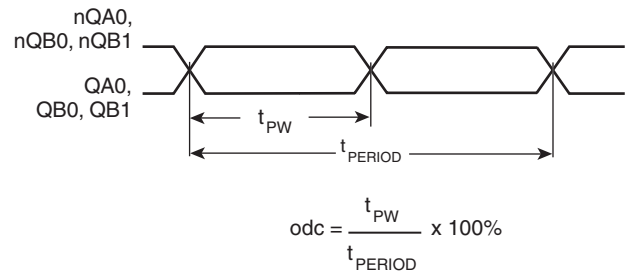 nQA0,
nQB0, nQB1
QA0,
QB0, QB1
tPW
tPERIOD
odc = tPW / tPERIOD x 100%